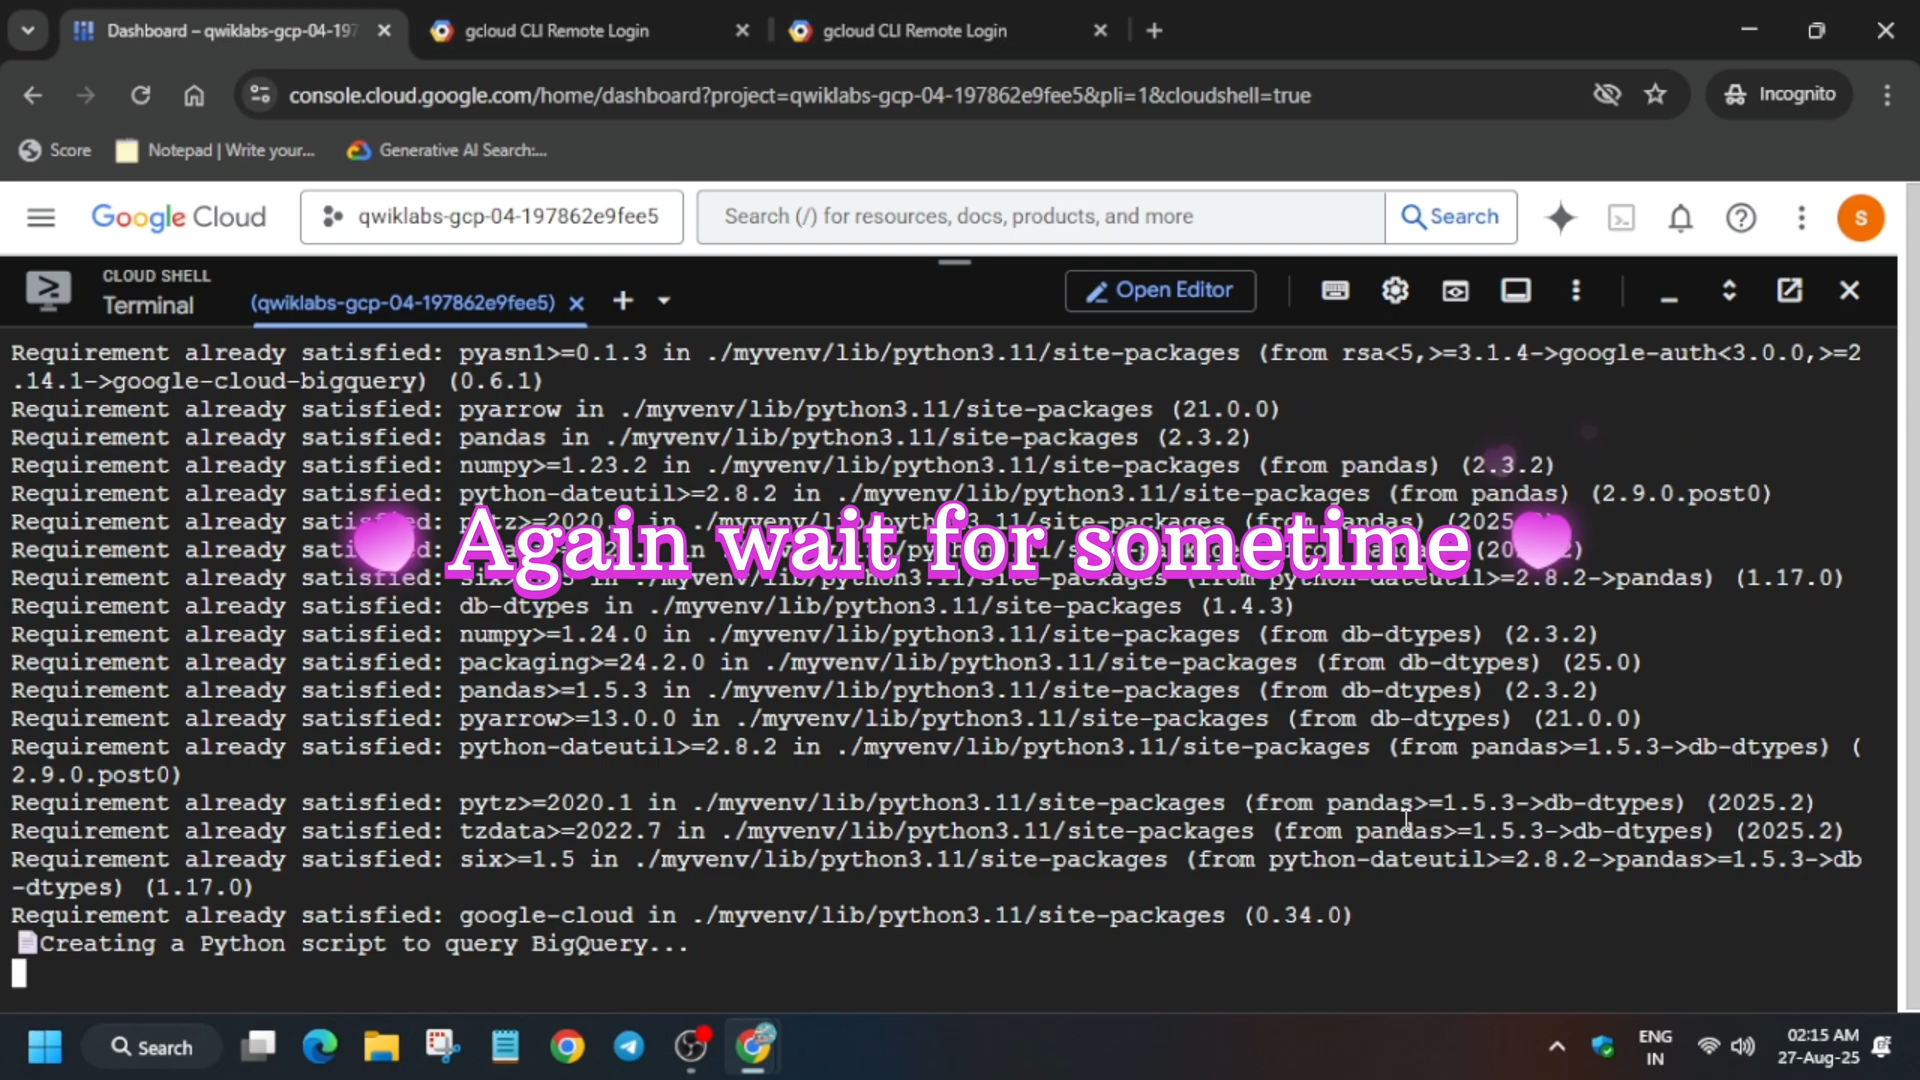 Dashboard – qwiklabs-gcp-04-197
gcloud CLI Remote Login
gcloud CLI Remote Login
console.cloud.google.com/home/dashboard?project=qwiklabs-gcp-04-197862e9fee5&pli=1&cloudshell=true
Incognito
Score
Notepad | Write your...
Generative AI Search:...
Google Cloud
qwiklabs-gcp-04-197862e9fee5
Search (/) for resources, docs, products, and more
Search
S
CLOUD SHELL
Terminal
(qwiklabs-gcp-04-197862e9fee5)
Open Editor
Requirement already satisfied: pyasn1>=0.1.3 in ./myvenv/lib/python3.11/site-packages (from rsa<5,>=3.1.4->google-auth<3.0.0,>=2
.14.1->google-cloud-bigquery) (0.6.1)
Requirement already satisfied: pyarrow in ./myvenv/lib/python3.11/site-packages (21.0.0)
Requirement already satisfied: pandas in ./myvenv/lib/python3.11/site-packages (2.3.2)
Requirement already satisfied: numpy>=1.23.2 in ./myvenv/lib/python3.11/site-packages (from pandas) (2.3.2)
Requirement already satisfied: python-dateutil>=2.8.2 in ./myvenv/lib/python3.11/site-packages (from pandas) (2.9.0.post0)
Requirement already
Again wait for sometime
Requirement already
Requirement already python-dateutil>=2.8.2->pandas) (1.17.0)
Requirement already satisfied: db-dtypes in ./myvenv/lib/python3.11/site-packages (1.4.3)
Requirement already satisfied: numpy>=1.24.0 in ./myvenv/lib/python3.11/site-packages (from db-dtypes) (2.3.2)
Requirement already satisfied: packaging>=24.2.0 in ./myvenv/lib/python3.11/site-packages (from db-dtypes) (25.0)
Requirement already satisfied: pandas>=1.5.3 in ./myvenv/lib/python3.11/site-packages (from db-dtypes) (2.3.2)
Requirement already satisfied: pyarrow>=13.0.0 in ./myvenv/lib/python3.11/site-packages (from db-dtypes) (21.0.0)
Requirement already satisfied: python-dateutil>=2.8.2 in ./myvenv/lib/python3.11/site-packages (from pandas>=1.5.3->db-dtypes) (
2.9.0.post0)
Requirement already satisfied: pytz>=2020.1 in ./myvenv/lib/python3.11/site-packages (from pandas>=1.5.3->db-dtypes) (2025.2)
Requirement already satisfied: tzdata>=2022.7 in ./myvenv/lib/python3.11/site-packages (from pandas>=1.5.3->db-dtypes) (2025.2)
Requirement already satisfied: six>=1.5 in ./myvenv/lib/python3.11/site-packages (from python-dateutil>=2.8.2->pandas>=1.5.3->db
-dtypes) (1.17.0)
Requirement already satisfied: google-cloud in ./myvenv/lib/python3.11/site-packages (0.34.0)
Creating a Python script to query BigQuery...
Search
ENG
IN
02:15 AM
27-Aug-25